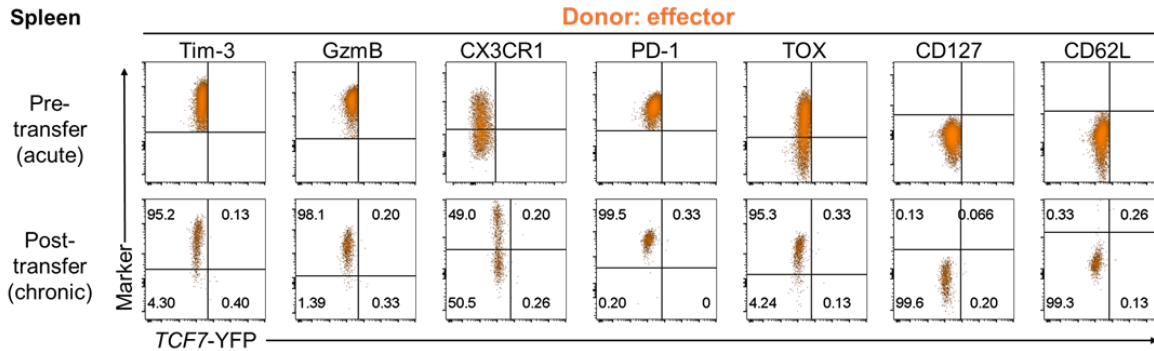 Spleen
Donor: effector
Tim-3 GzmB CX3CR1 PD-1 TOX CD127 CD62L
Pre-
transfer
(acute)
Post-
transfer
(chronic)
Marker
95.2 0.13 98.1 0.20 49.0 0.20 99.5 0.33 95.3 0.33 0.13 0.066 0.33 0.26
4.30 0.40 1.39 0.33 50.5 0.26 0.20 0 4.24 0.13 99.6 0.20 99.3 0.13
TCF7-YFP